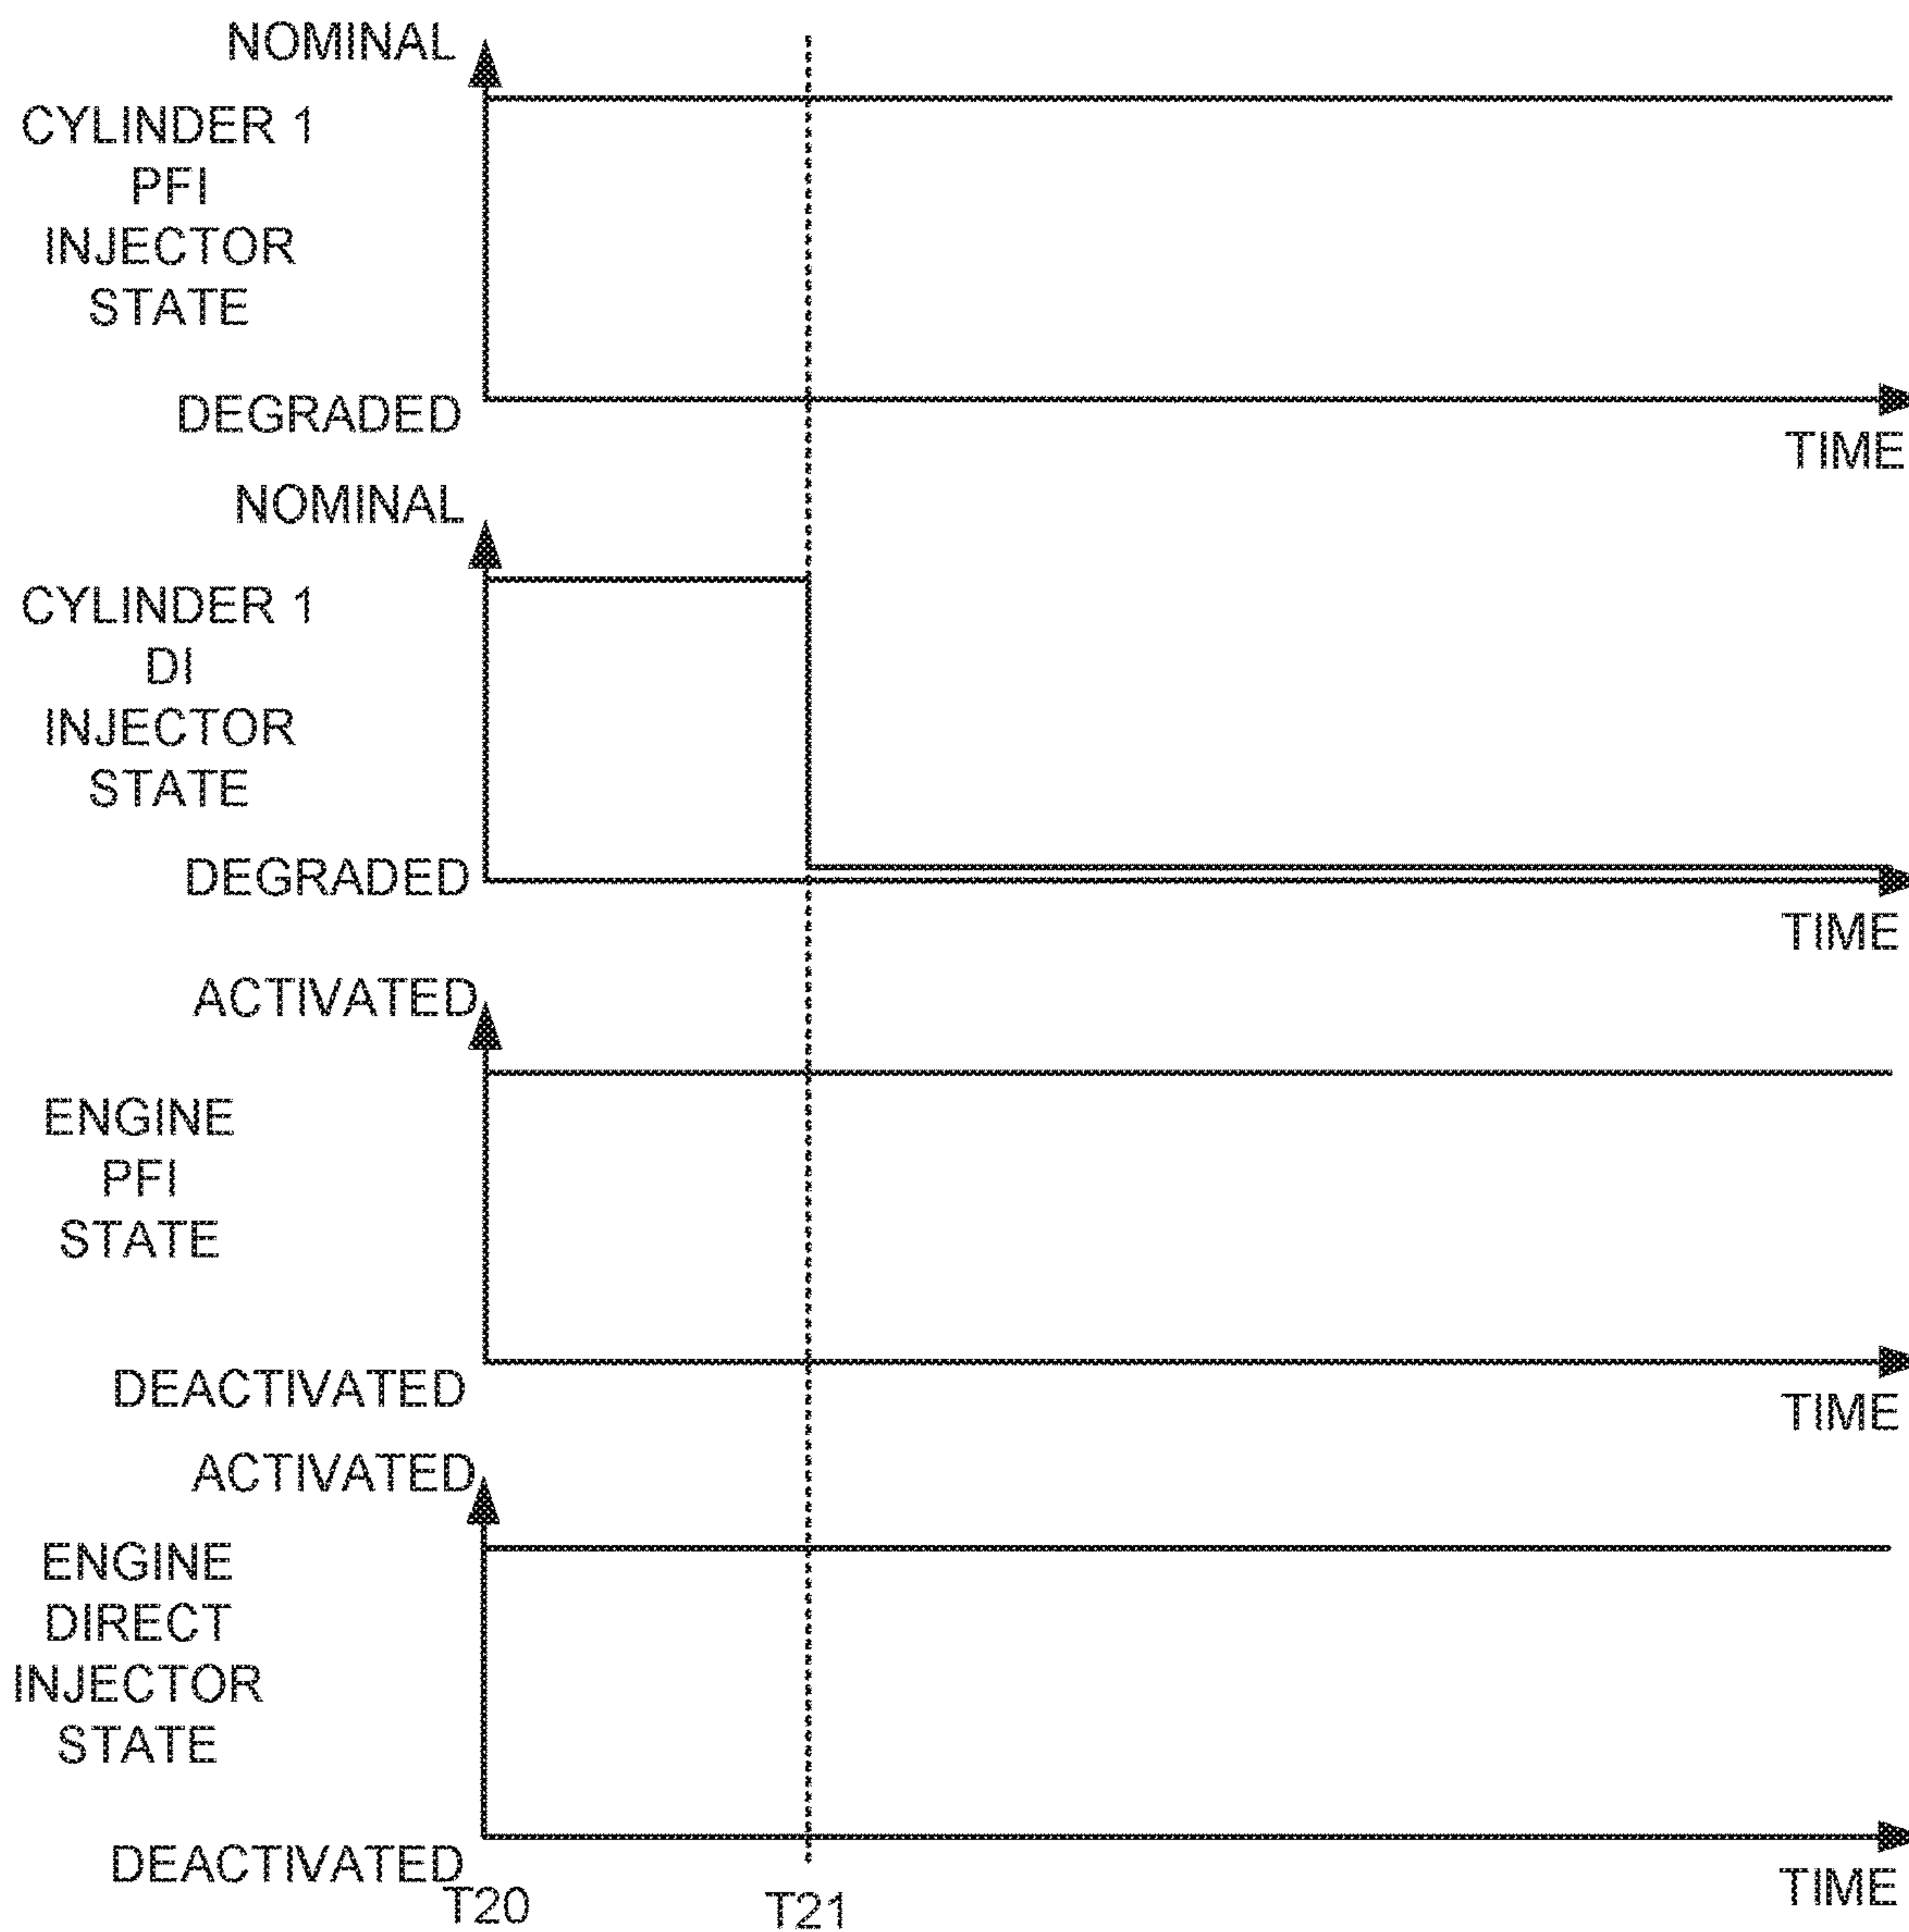 NOMINAL
CYLINDER 1
PFI
INJECTOR
STATE
DEGRADED
TIME
NOMINAL
CYLINDER 1
DI
INJECTOR
STATE
DEGRADED
TIME
ACTIVATED
ENGINE
PFI
STATE
DEACTIVATED
TIME
ACTIVATED
ENGINE
DIRECT
INJECTOR
STATE
DEACTIVATED
TIME
T20
T21